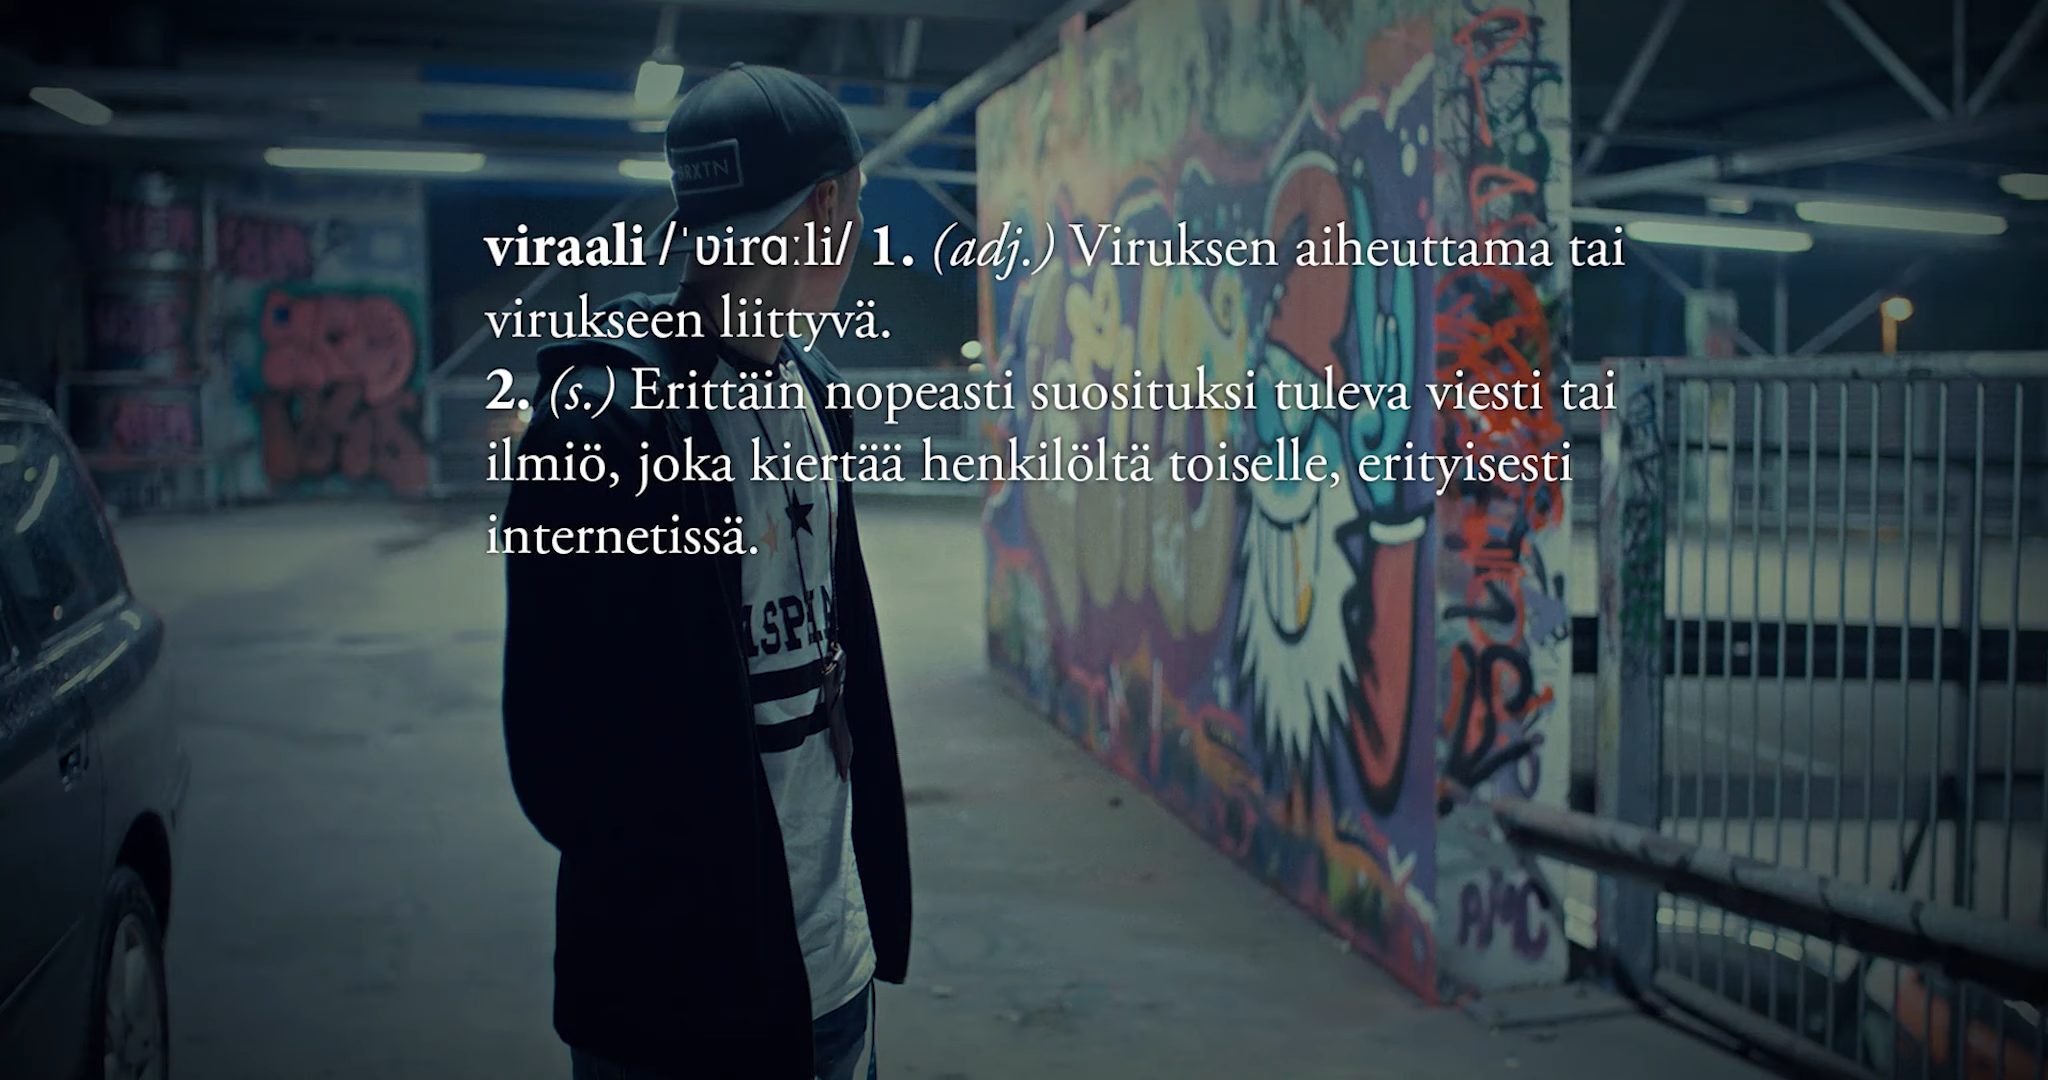 BRXTN
viraali /ˈʋirɑːli/ 1. (adj.) Viruksen aiheuttama tai
virukseen liittyvä.
2. (s.) Erittäin nopeasti suosituksi tuleva viesti tai
ilmiö, joka kiertää henkilöltä toiselle, erityisesti
internetissä.